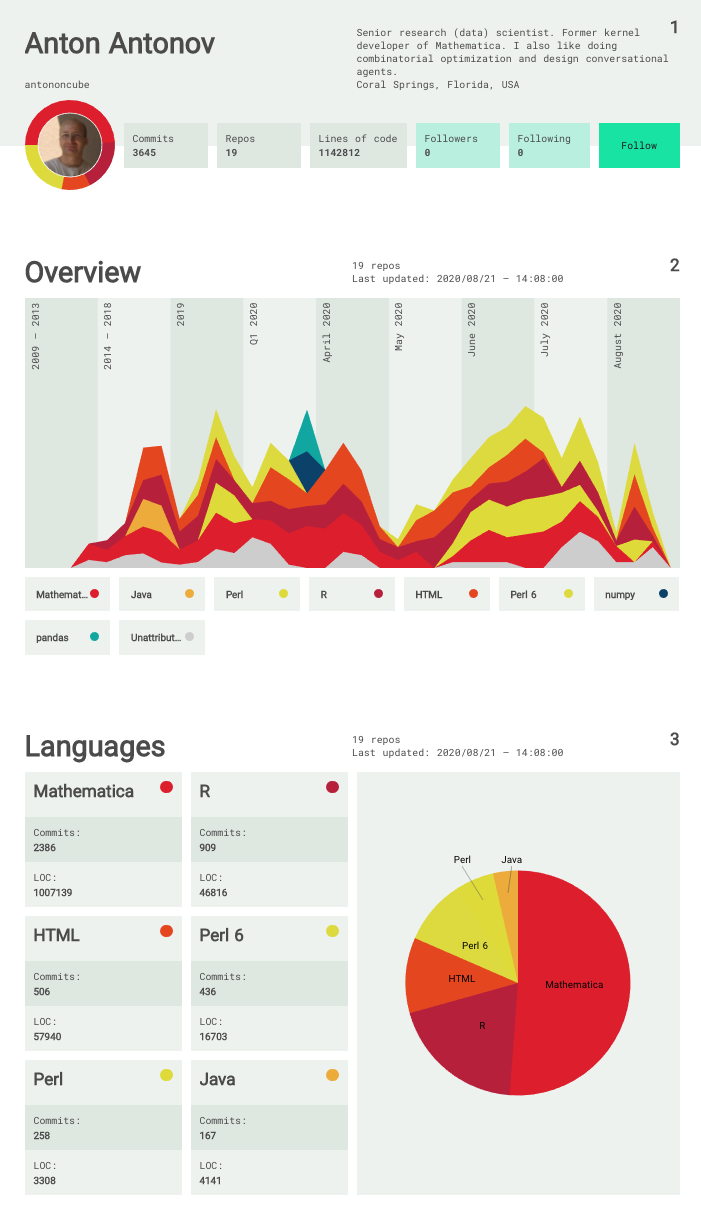 Anton Antonov
1
Senior research (data) scientist. Former kernel
developer of Mathematica. I also like doing
combinatorial optimization and design conversational
agents.
Coral Springs, Florida, USA
antononcube
Commits
3645
Repos
19
Lines of code
1142812
Followers
0
Following
0
Follow
Overview
19 repos
Last updated: 2020/08/21 – 14:08:00
2
2009 – 2013
2014 – 2018
2019
Q1 2020
April 2020
May 2020
June 2020
July 2020
August 2020
Mathemat...
Java
Perl
R
HTML
Perl 6
numpy
pandas
Unattribut...
Languages
19 repos
Last updated: 2020/08/21 – 14:08:00
3
Mathematica
Commits:
2386
LOC:
1007139
R
Commits:
909
LOC:
46816
HTML
Commits:
506
LOC:
57940
Perl 6
Commits:
436
LOC:
16703
Perl
Commits:
258
LOC:
3308
Java
Commits:
167
LOC:
4141
Perl
Java
Perl 6
HTML
Mathematica
R